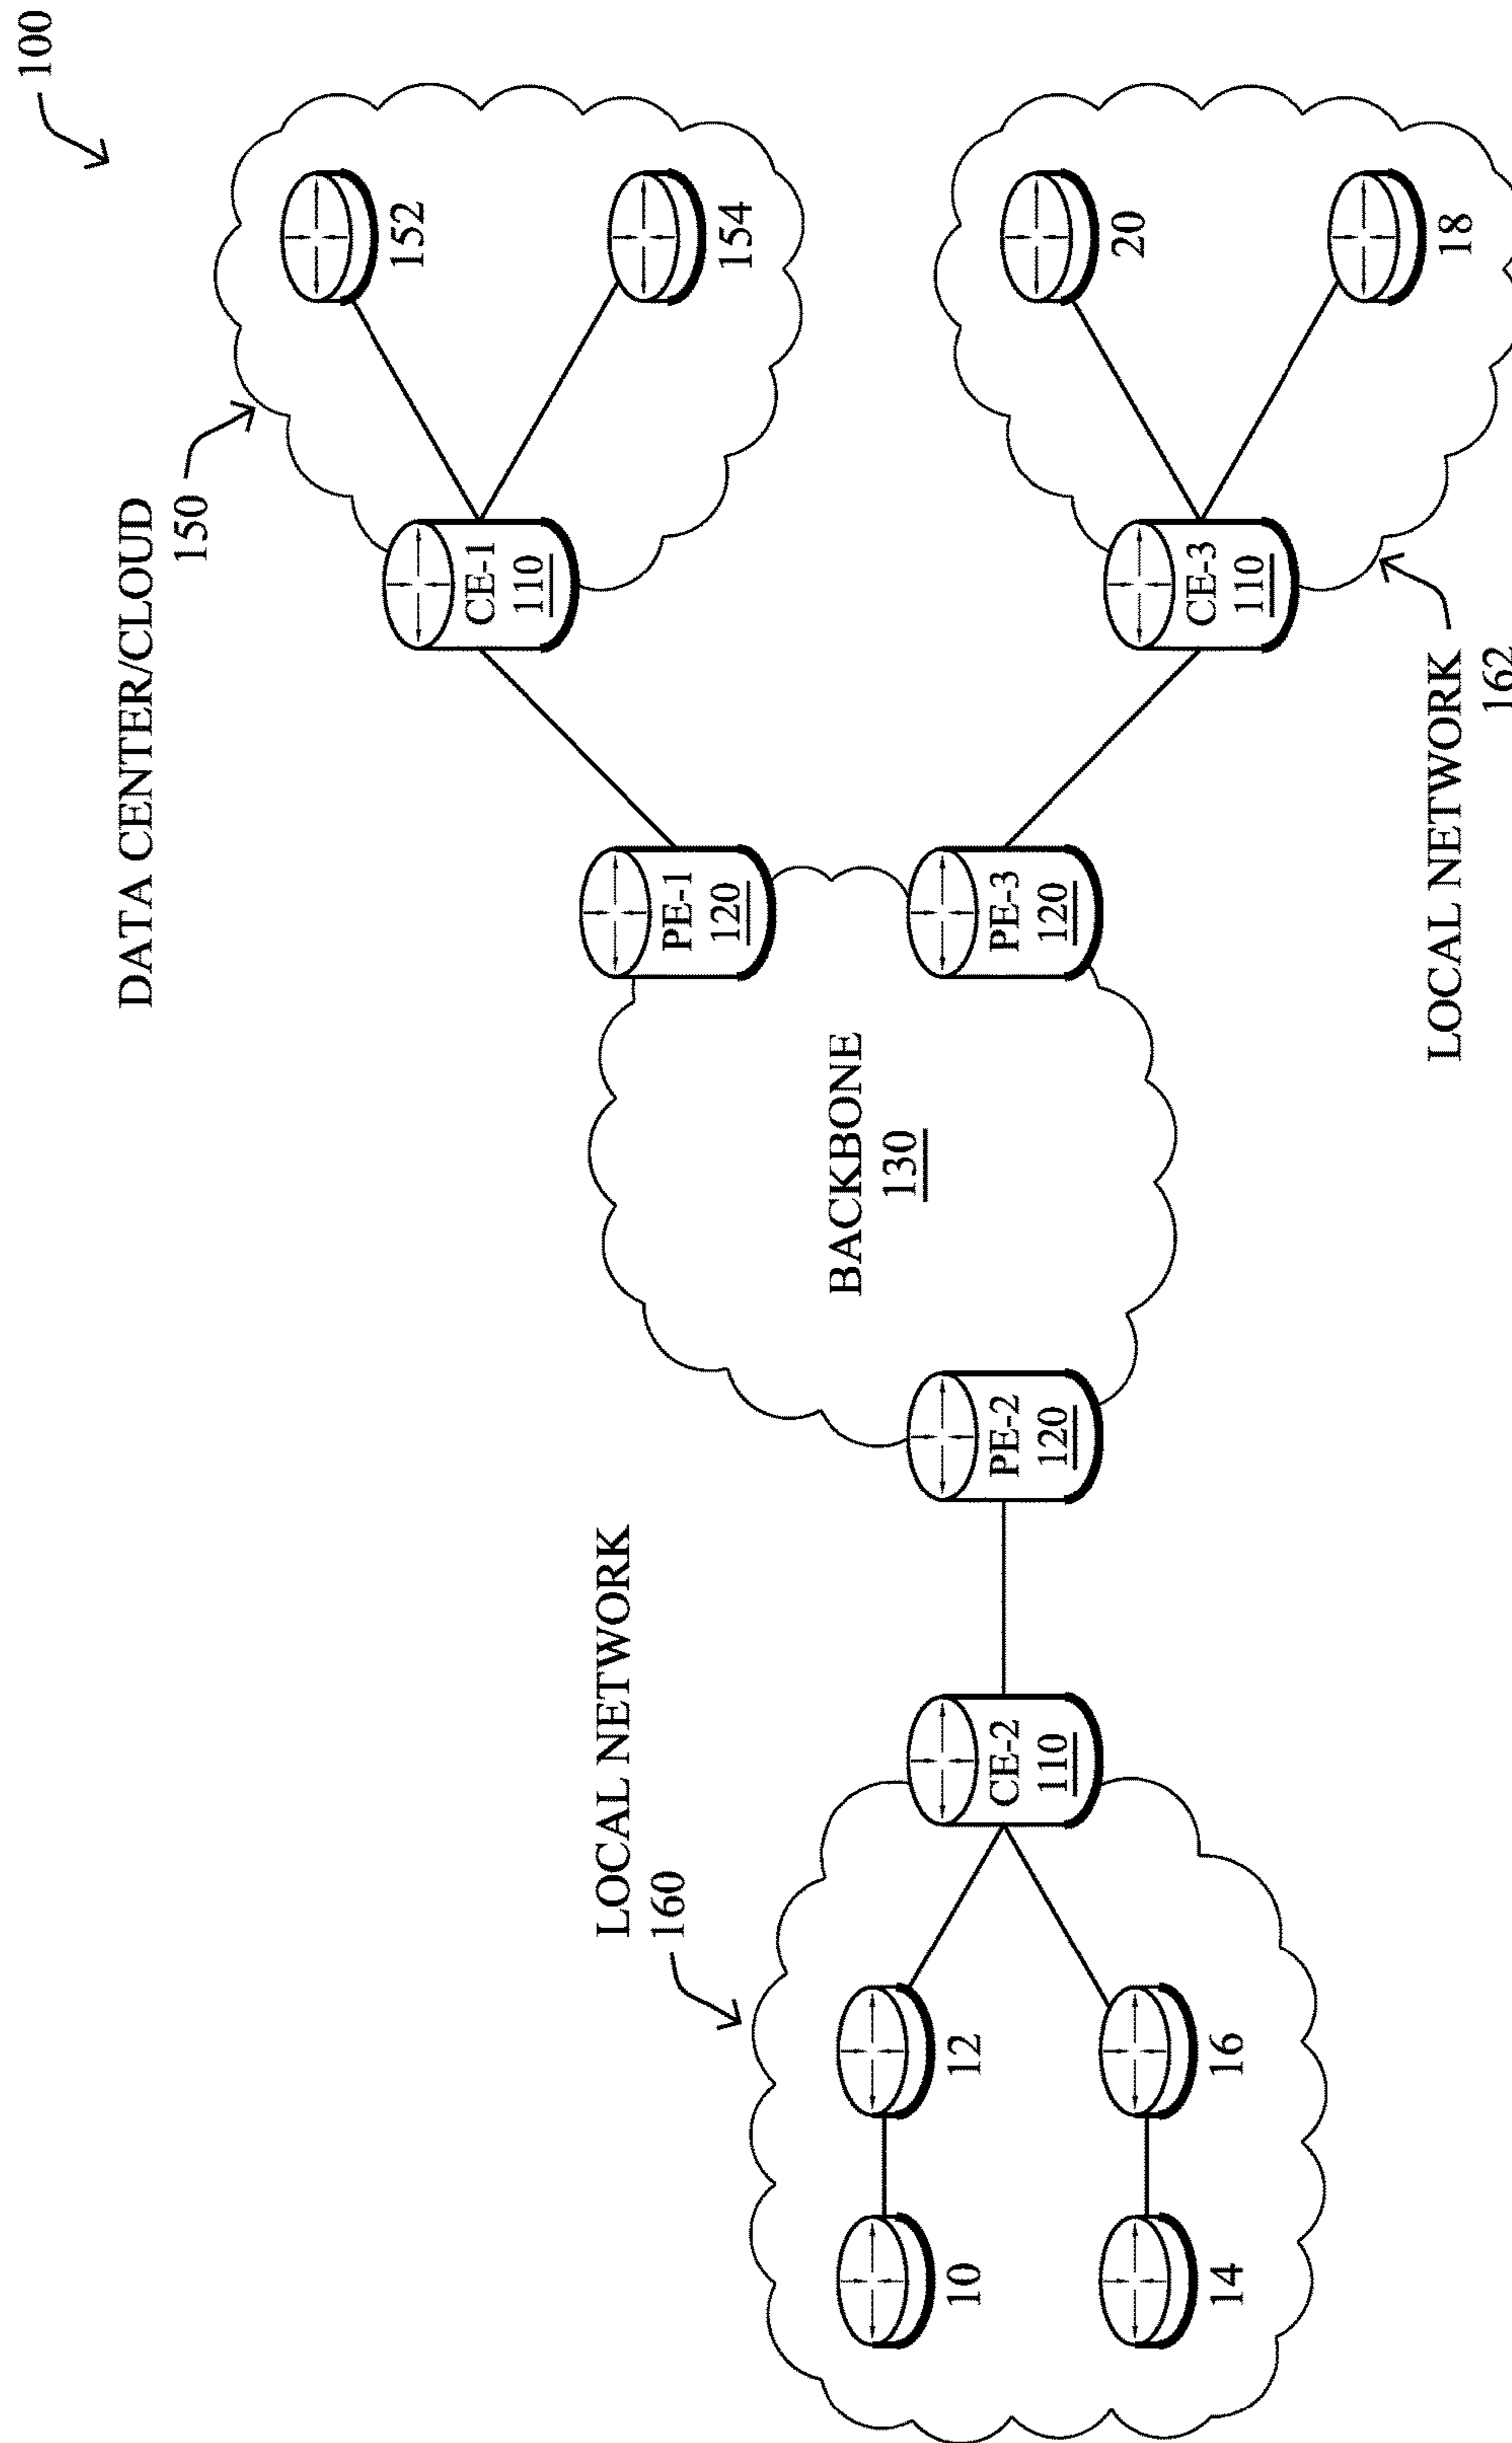 100
DATA CENTER/CLOUD
150
152
154
CE-1
110
PE-1
120
BACKBONE
130
PE-3
120
CE-3
110
20
18
LOCAL NETWORK
162
PE-2
120
LOCAL NETWORK
160
CE-2
110
12
10
16
14